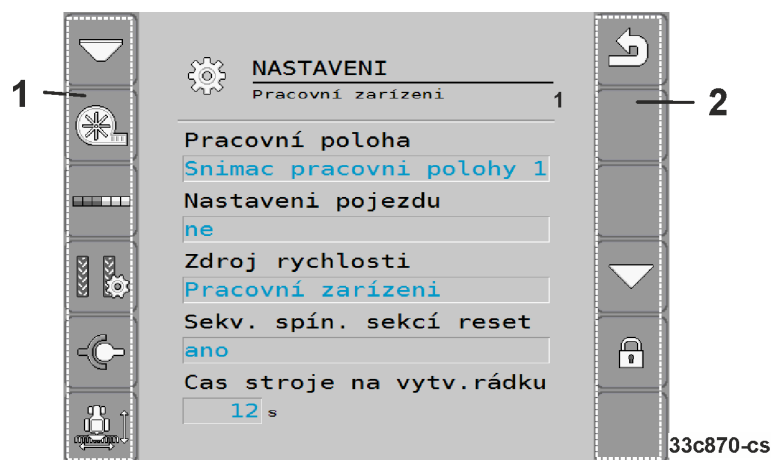 NASTAVENI
Pracovní zarízeni
1
1
2
Pracovní poloha
Snimac pracovni polohy 1
Nastaveni pojezdu
ne
Zdroj rychlosti
Pracovní zarízeni
Sekv. spín. sekcí reset
ano
Cas stroje na vytv.rádku
12 s
33c870-cs